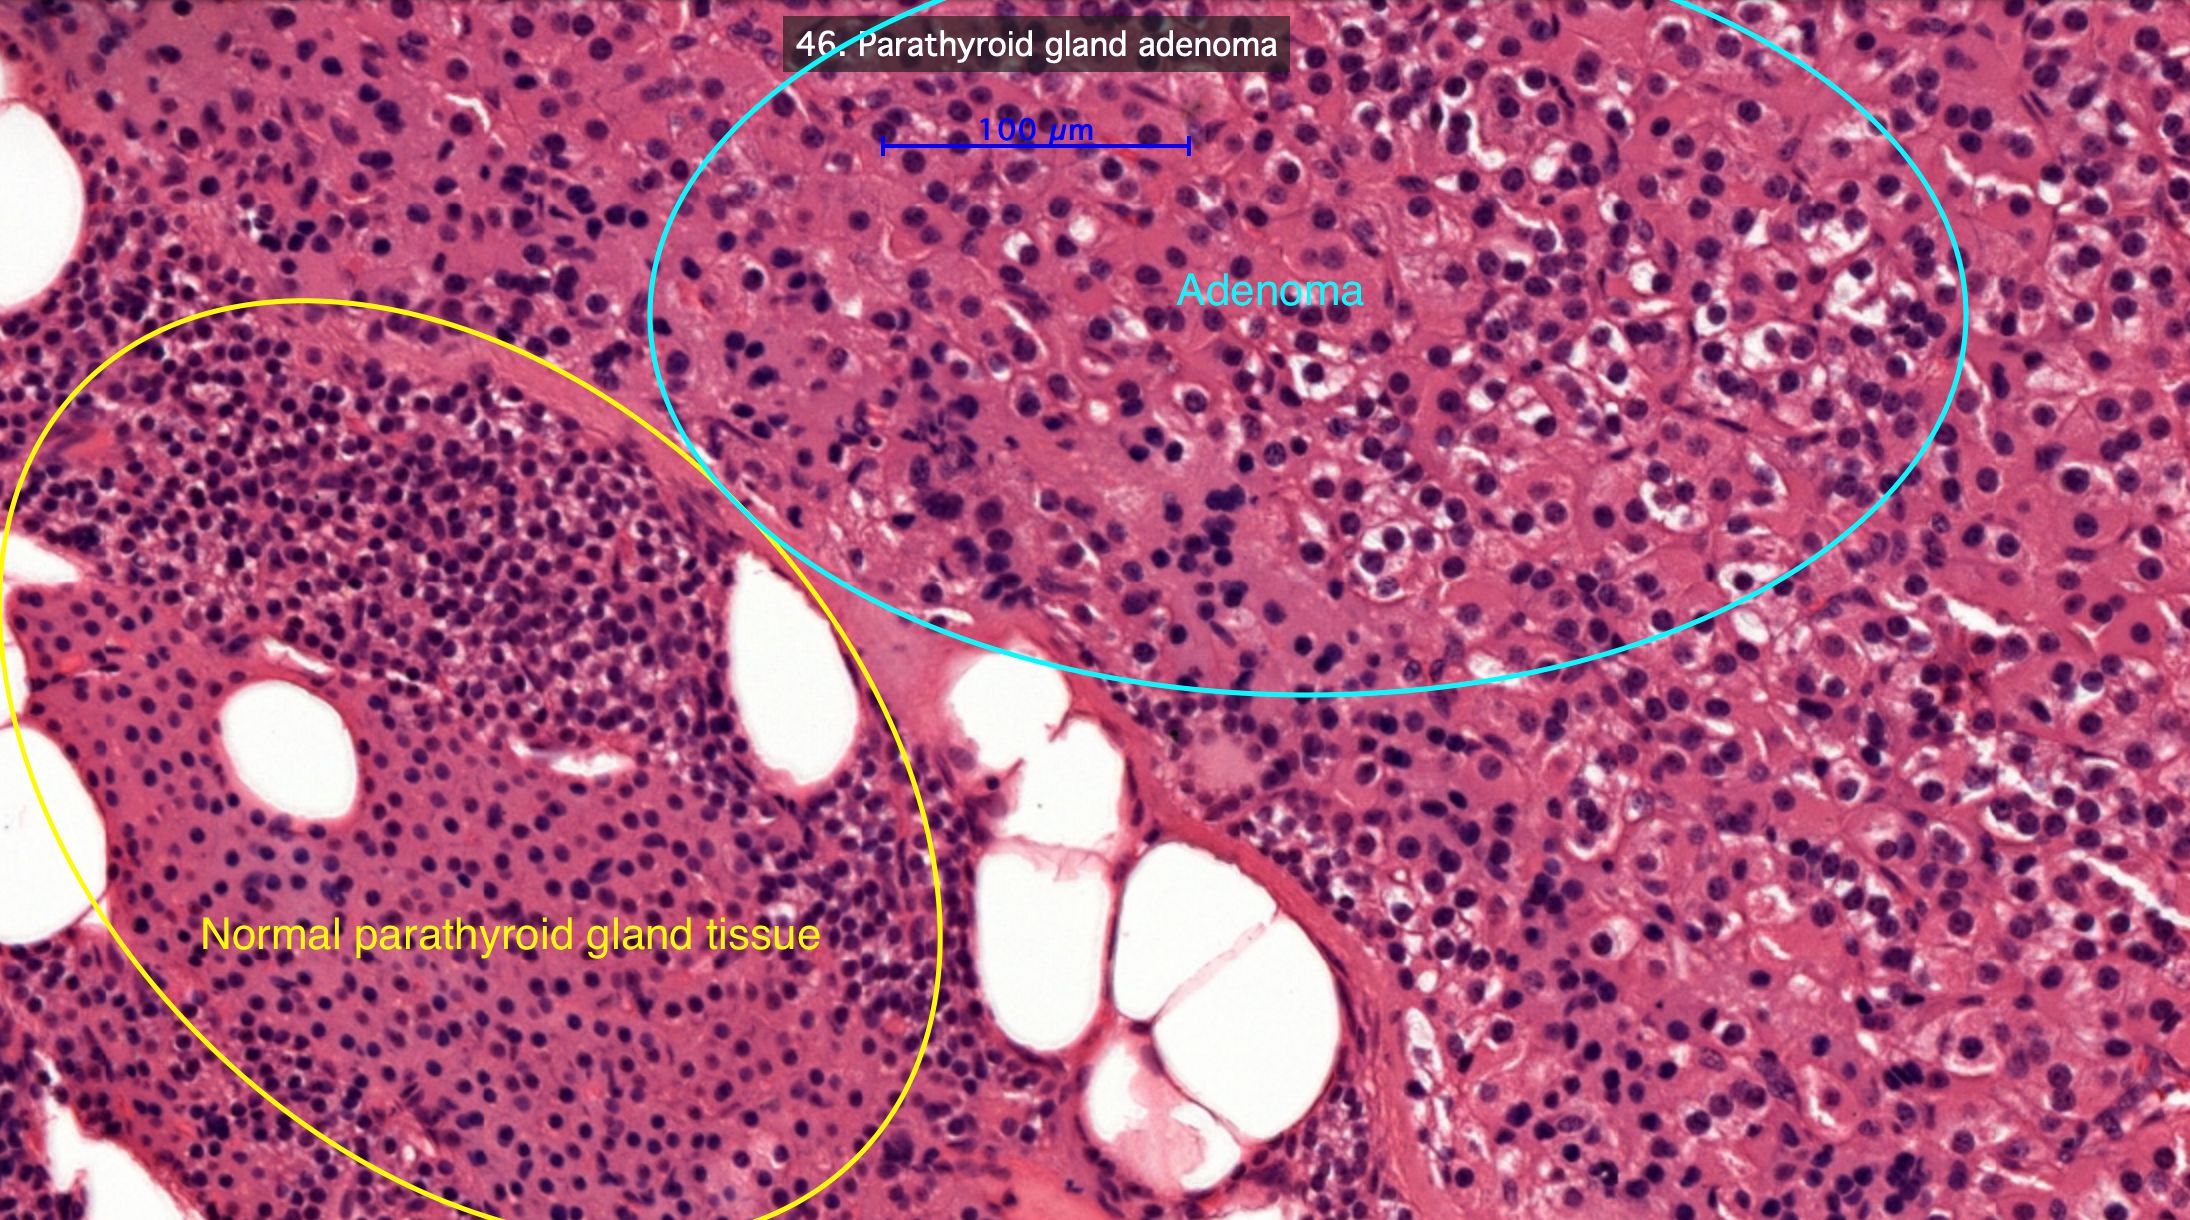 46. Parathyroid gland adenoma
100 µm
Adenoma
Normal parathyroid gland tissue